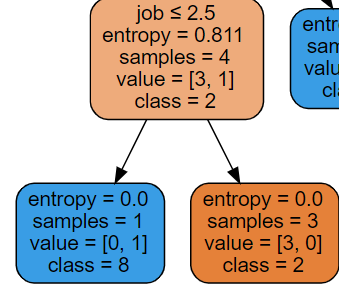 job ≤ 2.5
entropy = 0.811
samples = 4
value = [3, 1]
class = 2
entropy = 0.0
samples = 1
value = [0, 1]
class = 8
entropy = 0.0
samples = 3
value = [3, 0]
class = 2